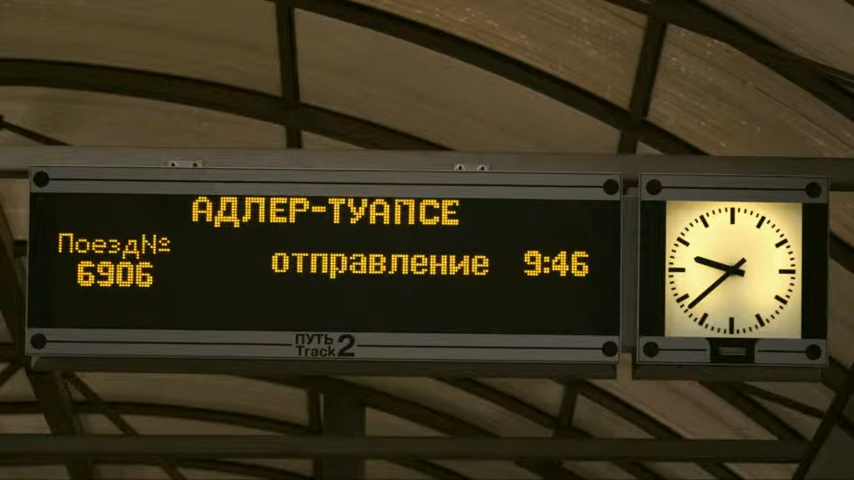 АДЛЕР-ТУАПСЕ
Поезд№
6906
отправление 9:46
ПУТЬ 2
Track